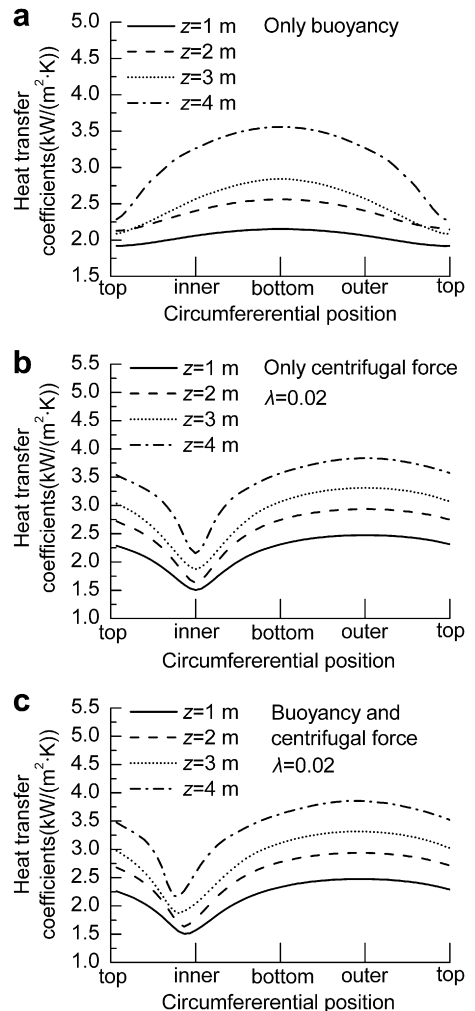 a
z=1 m Only buoyancy
z=2 m
z=3 m
z=4 m
5.0
4.5
4.0
3.5
3.0
2.5
2.0
1.5
Heat transfer
coefficients(kW/(m²·K))
top inner bottom outer top
Circumfererential position
b
z=1 m Only centrifugal force
z=2 m λ=0.02
z=3 m
z=4 m
5.5
5.0
4.5
4.0
3.5
3.0
2.5
2.0
1.5
1.0
Heat transfer
coefficients(kW/(m²·K))
top inner bottom outer top
Circumfererential position
c
z=1 m Buoyancy and
z=2 m centrifugal force
z=3 m λ=0.02
z=4 m
5.5
5.0
4.5
4.0
3.5
3.0
2.5
2.0
1.5
1.0
Heat transfer
coefficients(kW/(m²·K))
top inner bottom outer top
Circumfererential position